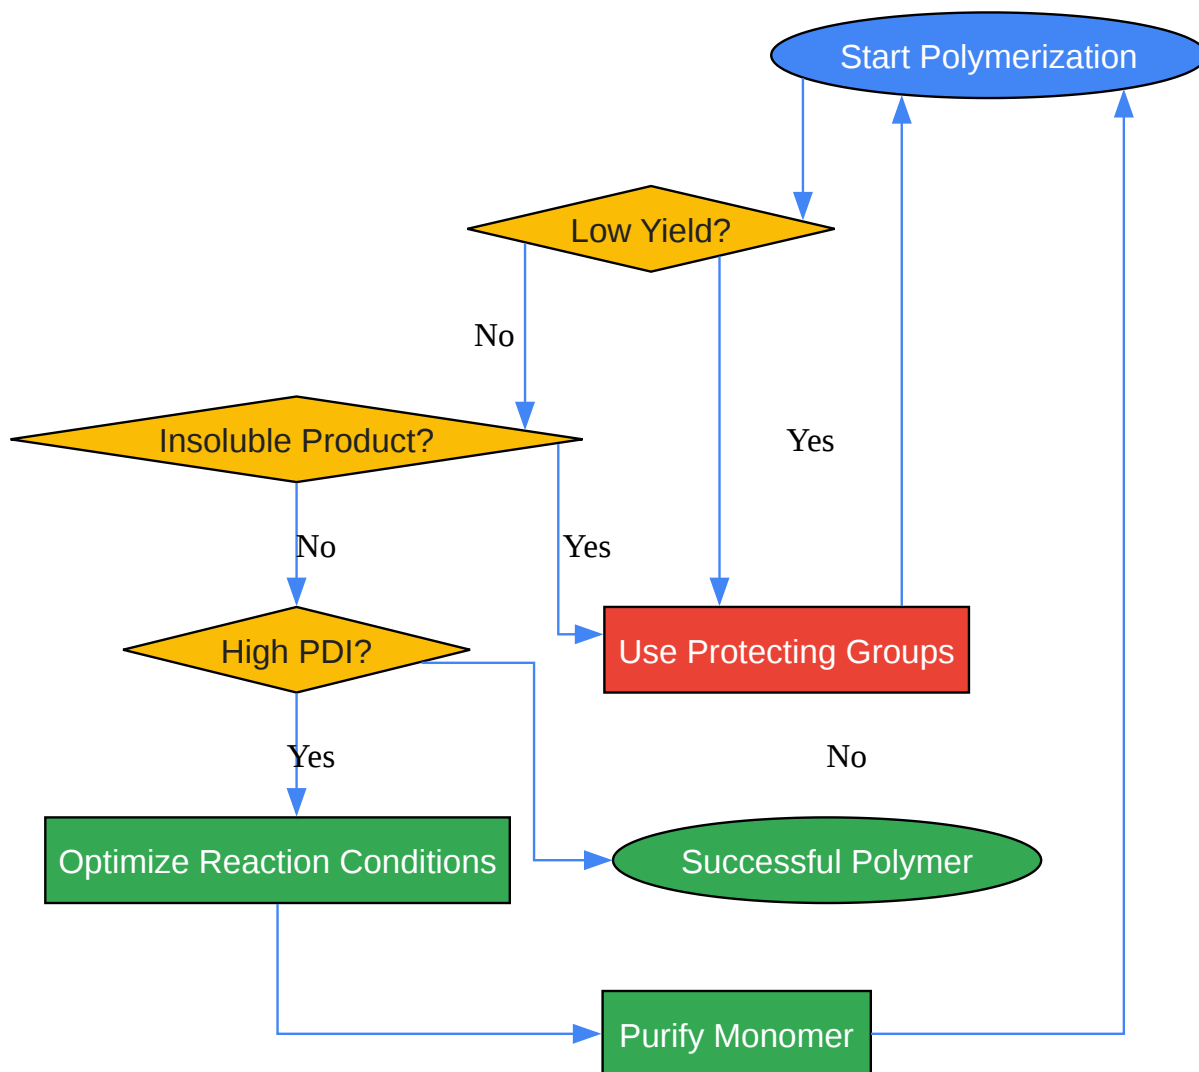 Start Polymerization
Low Yield?
No
Insoluble Product?
Yes
No
Yes
High PDI?
Use Protecting Groups
Yes
No
Optimize Reaction Conditions
Successful Polymer
Purify Monomer